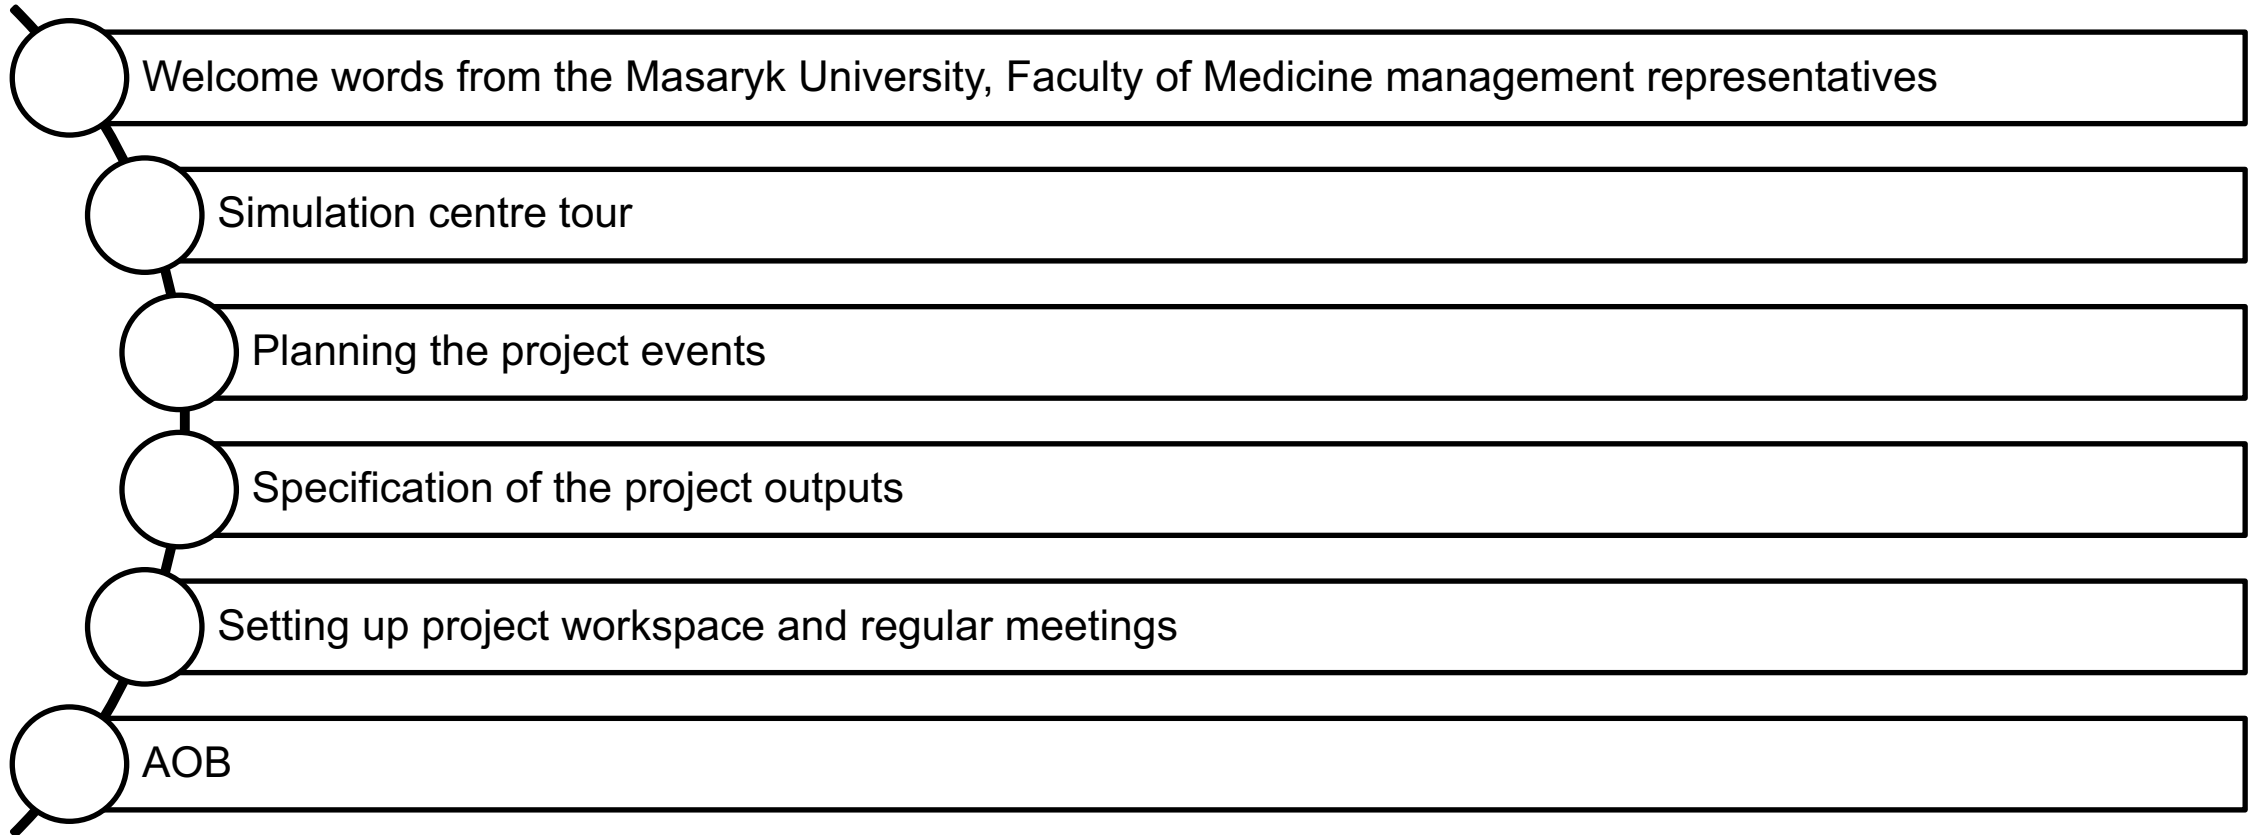 Welcome words from the Masaryk University, Faculty of Medicine management representatives
Simulation centre tour
Planning the project events
Specification of the project outputs
Setting up project workspace and regular meetings
AOB